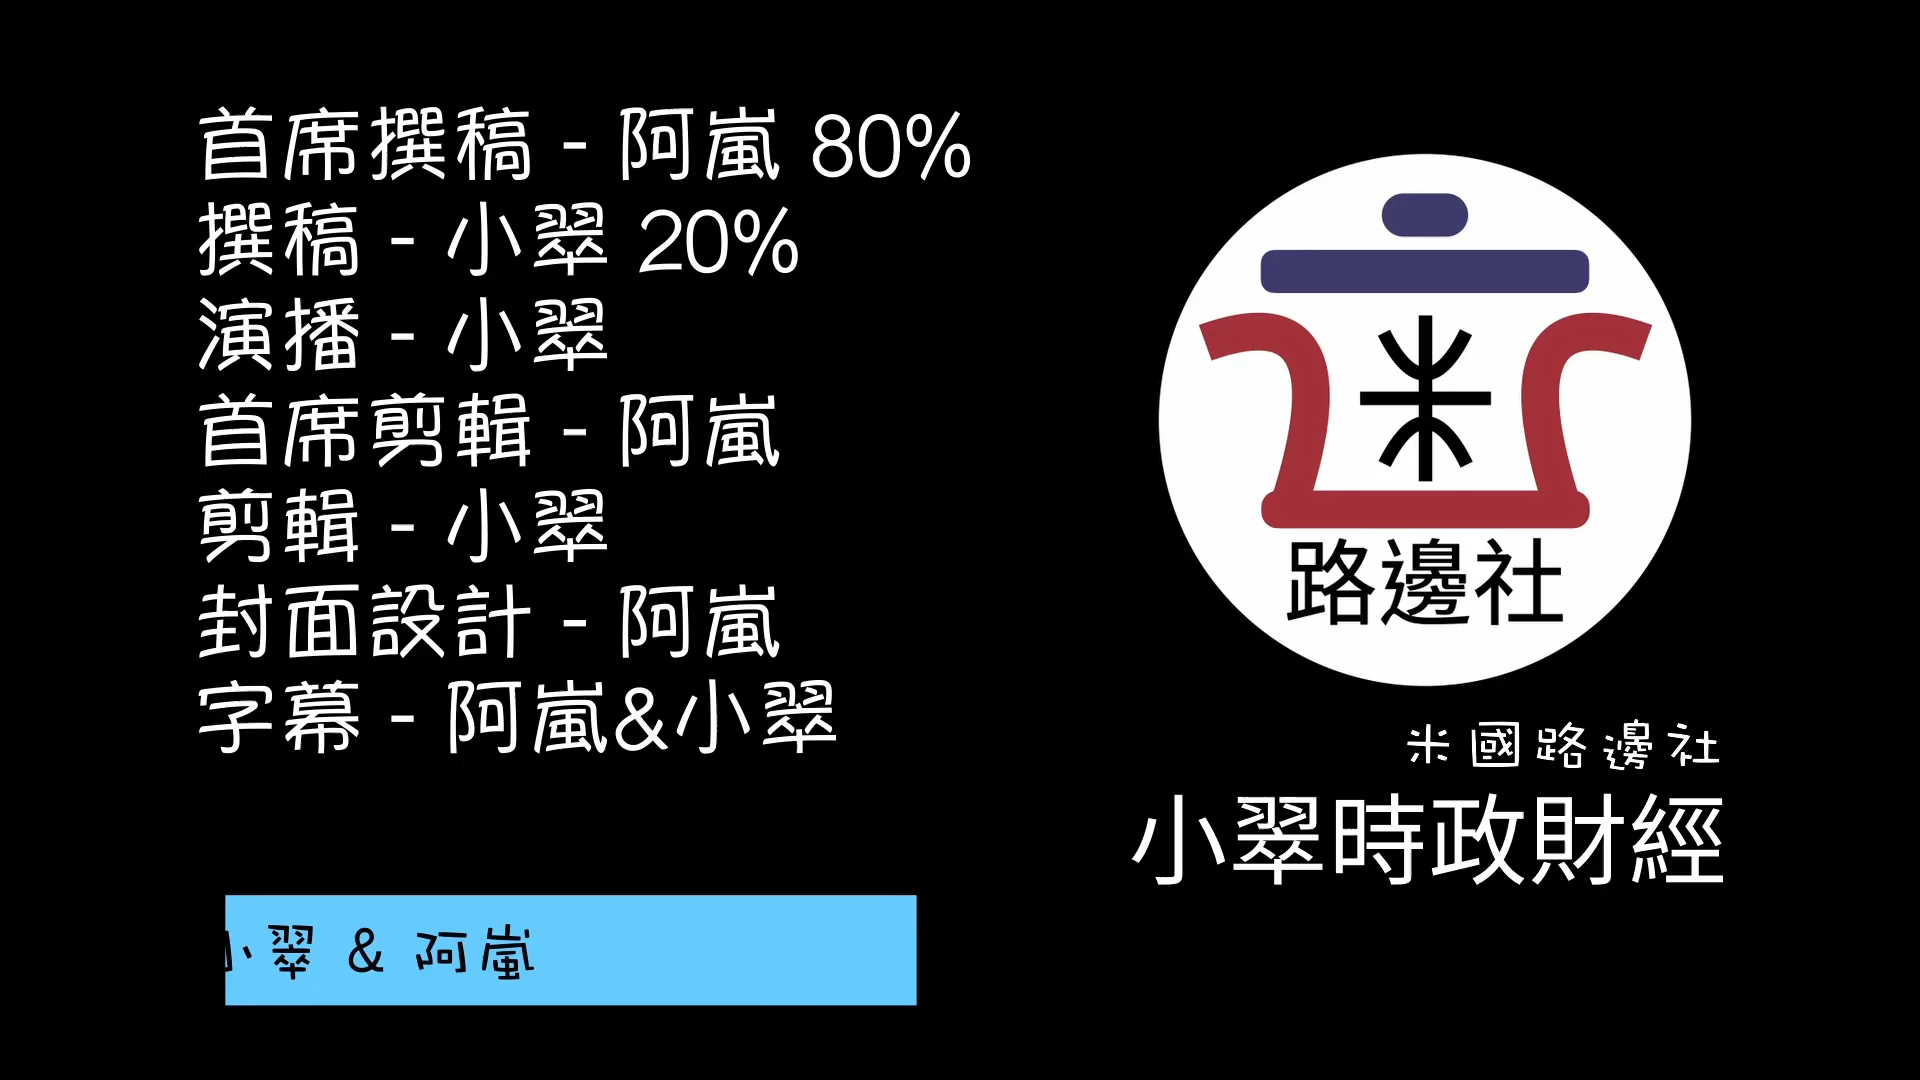 首席撰稿 - 阿嵐 80%
撰稿 - 小翠 20%
演播 - 小翠
首席剪輯 - 阿嵐
剪輯 - 小翠
封面設計 - 阿嵐
字幕 - 阿嵐&小翠
小翠 & 阿嵐
米
路邊社
米國路邊社
小翠時政財經